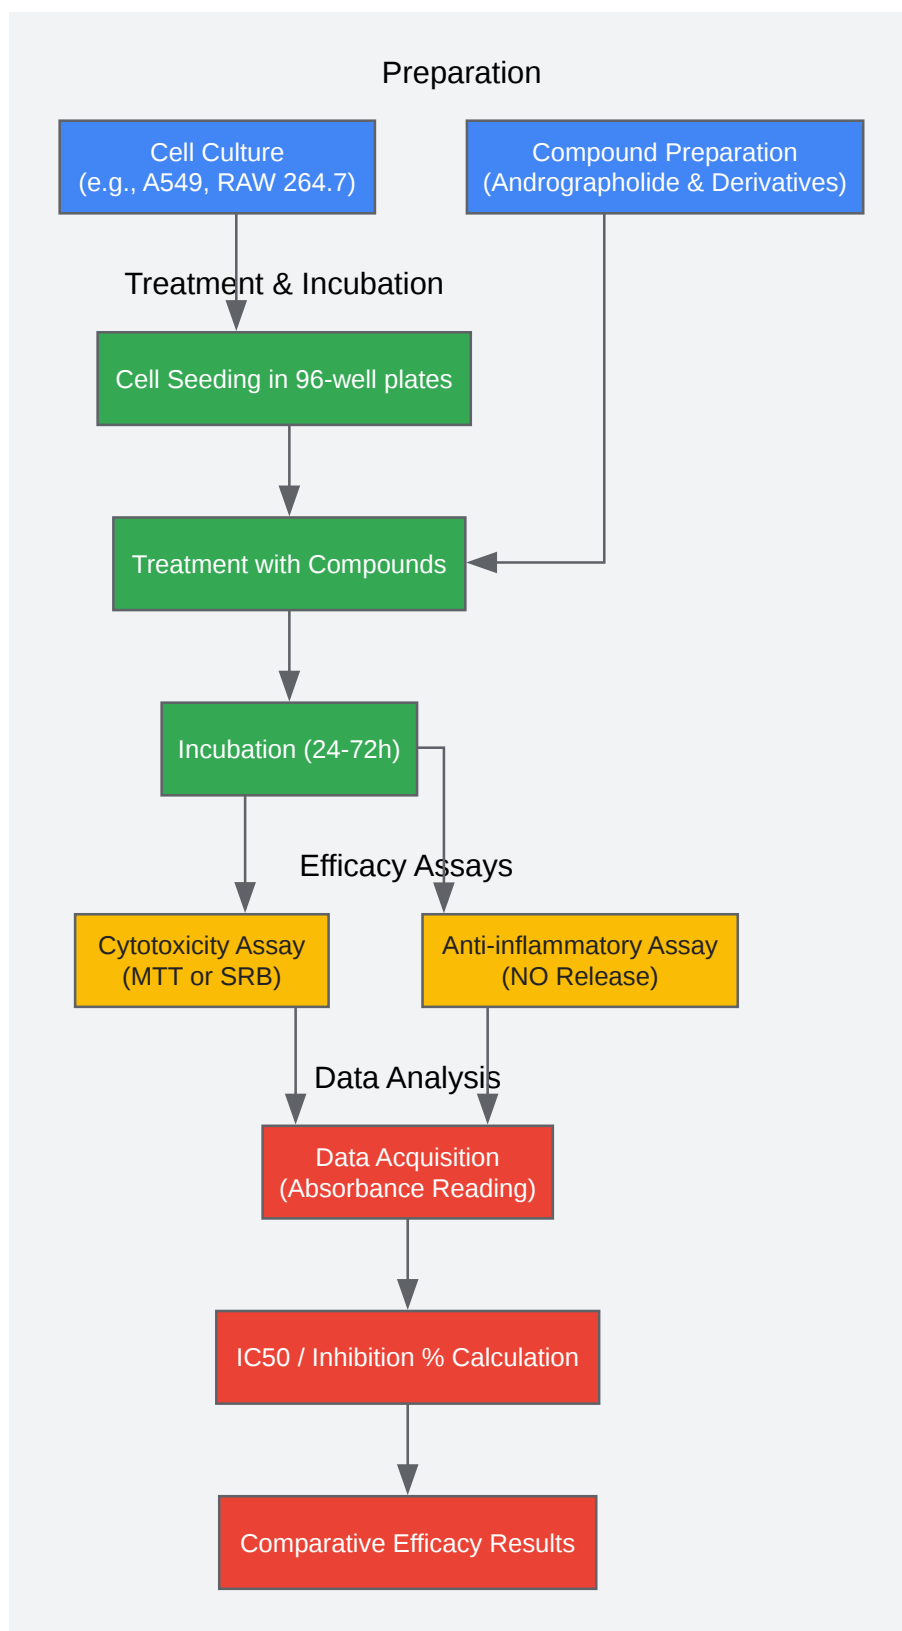 Preparation
Cell Culture
(e.g., A549, RAW 264.7)
Compound Preparation
(Andrographolide & Derivatives)
Treatment & Incubation
Cell Seeding in 96-well plates
Treatment with Compounds
Incubation (24-72h)
Efficacy Assays
Cytotoxicity Assay
(MTT or SRB)
Anti-inflammatory Assay
(NO Release)
Data Analysis
Data Acquisition
(Absorbance Reading)
IC50 / Inhibition % Calculation
Comparative Efficacy Results